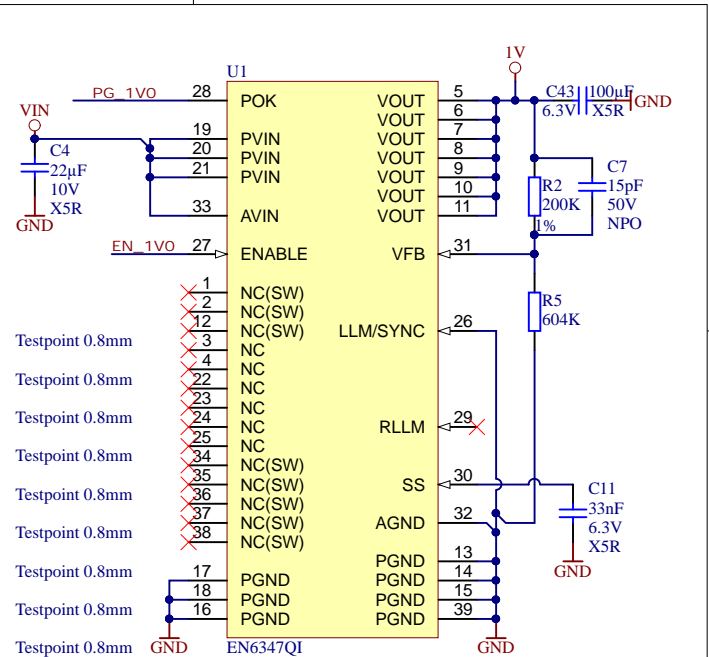 1V
U1
PG_1V0 28 POK VOUT 5 C43 100µF GND
VOUT 6 6.3V X5R
VIN 19 PVIN VOUT 7
C4 20 PVIN VOUT 8
22µF 21 PVIN VOUT 9 C7
10V VOUT 10 R2 15pF
X5R 33 AVIN VOUT 11 200K 50V
GND 1% NPO
EN_1V0 27 ENABLE VFB 31
1 NC(SW)
2 NC(SW) R5
12 NC(SW) LLM/SYNC 26 604K
Testpoint 0.8mm 3 NC
4 NC
Testpoint 0.8mm 22 NC
23 NC
Testpoint 0.8mm 24 NC RLLM 29
25 NC
Testpoint 0.8mm 34 NC(SW)
35 NC(SW) SS 30 C11
Testpoint 0.8mm 36 NC(SW) 33nF
37 NC(SW) AGND 32 6.3V
Testpoint 0.8mm 38 NC(SW) X5R
PGND 13
Testpoint 0.8mm 17 PGND PGND 14 GND
18 PGND PGND 15
Testpoint 0.8mm 16 PGND PGND 39
Testpoint 0.8mm GND EN6347QI GND